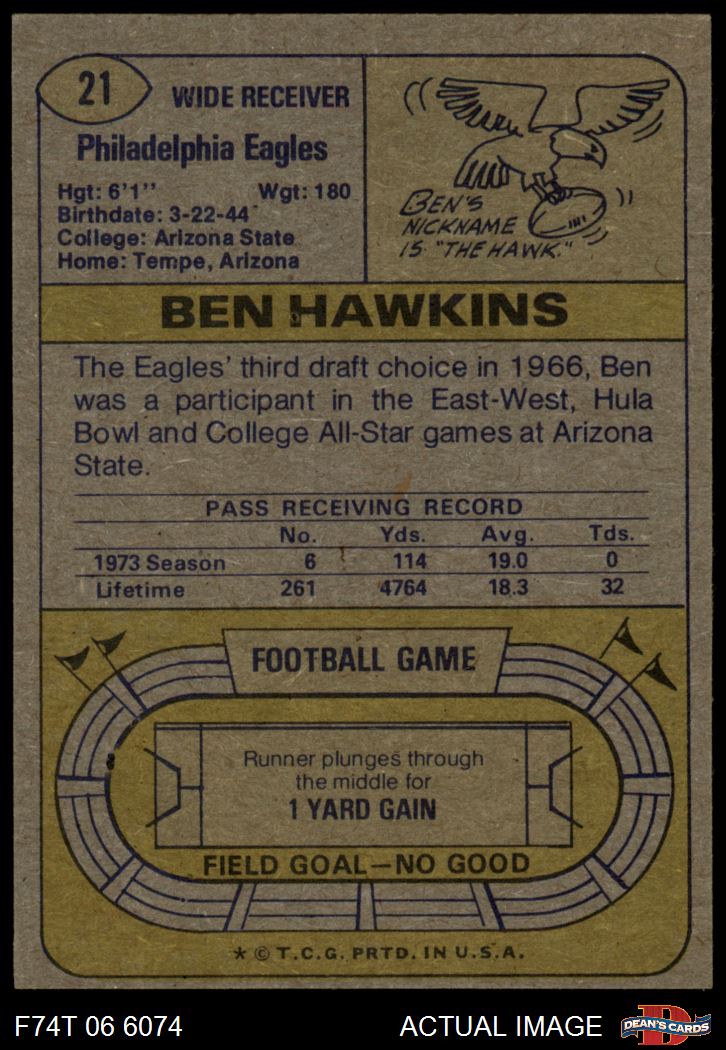 21
WIDE RECEIVER
Philadelphia Eagles
Hgt: 6'1" Wgt: 180
Birthdate: 3-22-44
College: Arizona State
Home: Tempe, Arizona
BEN'S
NICKNAME
IS "THE HAWK."
BEN HAWKINS
The Eagles' third draft choice in 1966, Ben
was a participant in the East-West, Hula
Bowl and College All-Star games at Arizona
State.
PASS RECEIVING RECORD
No. Yds. Avg. Tds.
1973 Season 6 114 19.0 0
Lifetime 261 4764 18.3 32
FOOTBALL GAME
Runner plunges through
the middle for
1 YARD GAIN
FIELD GOAL—NO GOOD
* © T.C.G. PRTD. IN U.S.A.
F74T 06 6074 ACTUAL IMAGE
D
DEAN'S CARDS